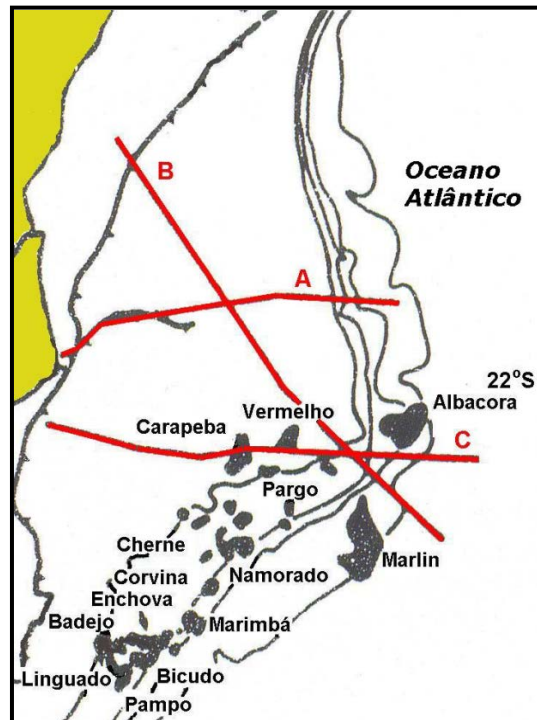 B
Oceano
Atlântico
A
22°S
Albacora
Vermelho
Carapeba
C
Pargo
Cherne
Namorado
Marlin
Corvina
Enchova
Badejo
Marimbá
Linguado
Bicudo
Pampo